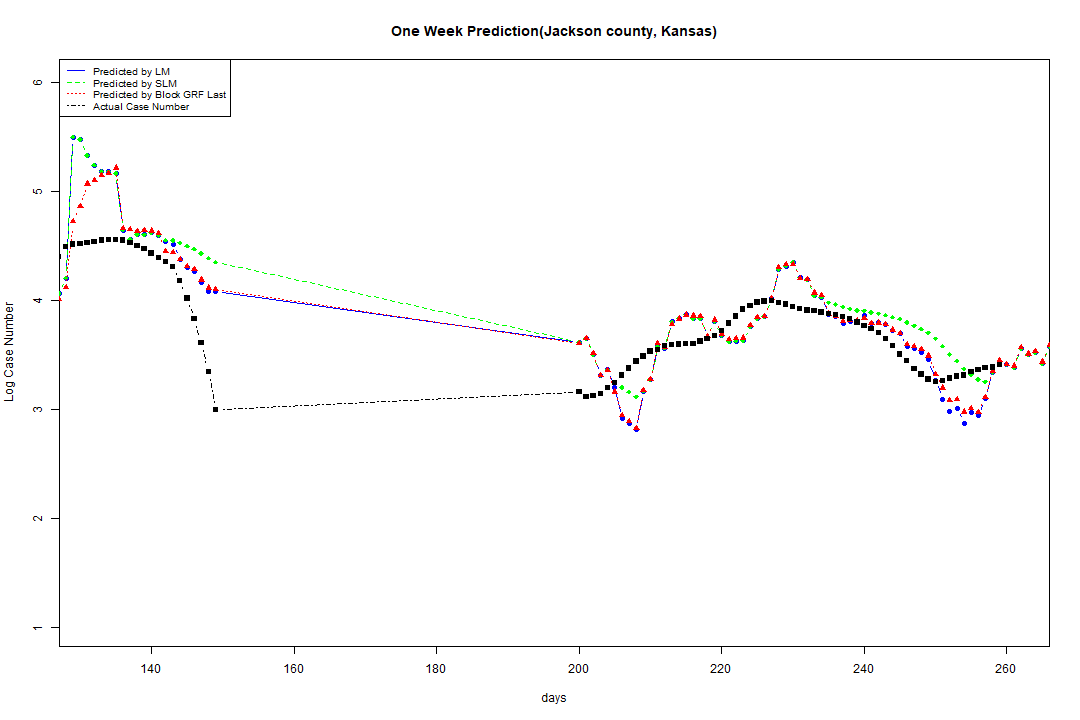 One Week Prediction(Jackson county, Kansas)
Predicted by LM
Predicted by SLM
Predicted by Block GRF Last
Actual Case Number
Log Case Number
6
5
4
3
2
1
140 160 180 200 220 240 260
days